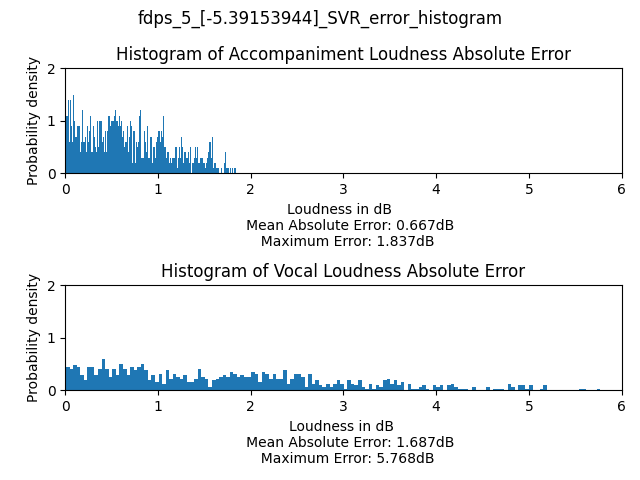 fdps_5_[-5.39153944]_SVR_error_histogram
Histogram of Accompaniment Loudness Absolute Error
Probability density
2
1
0
0 1 2 3 4 5 6
Loudness in dB
Mean Absolute Error: 0.667dB
Maximum Error: 1.837dB
Histogram of Vocal Loudness Absolute Error
Probability density
2
1
0
0 1 2 3 4 5 6
Loudness in dB
Mean Absolute Error: 1.687dB
Maximum Error: 5.768dB